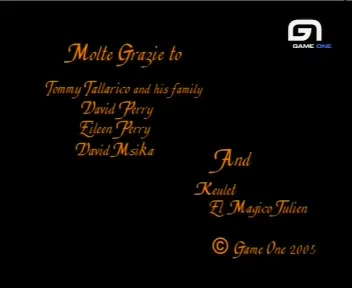 GAME ONE
Molte Grazie to
Tommy Tallarico and his family
David Perry
Eileen Perry
David Msika
And
Keulet
El Magico Julien
© Game One 2005